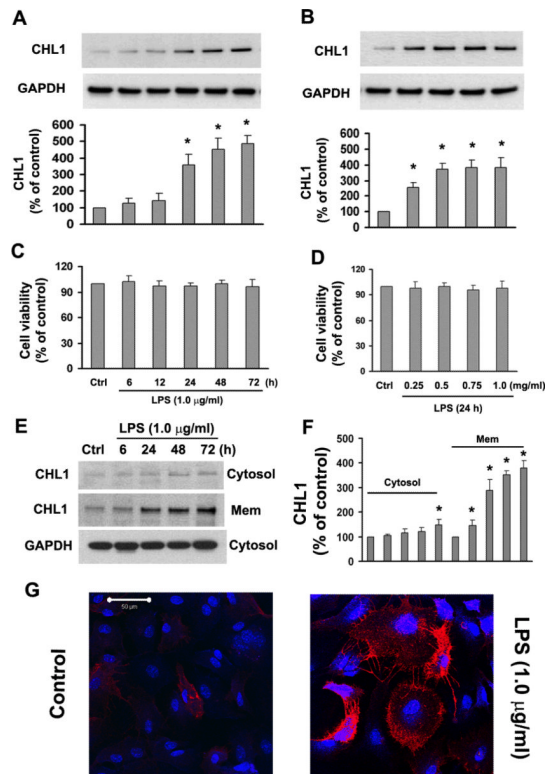 A
CHL1
GAPDH
600
500
400
300
200
100
0
CHL1
(% of control)
* * *
B
CHL1
GAPDH
600
500
400
300
200
100
0
CHL1
(% of control)
* * * *
C
120
90
60
30
0
Cell viability
(% of control)
Ctrl 6 12 24 48 72 (h)
LPS (1.0 μg/ml)
D
120
90
60
30
0
Cell viability
(% of control)
Ctrl 0.25 0.5 0.75 1.0 (mg/ml)
LPS (24 h)
E
LPS (1.0 μg/ml)
Ctrl 6 24 48 72 (h)
CHL1 Cytosol
CHL1 Mem
GAPDH Cytosol
F
500
400
300
200
100
0
CHL1
(% of control)
Cytosol
Mem
* * * * *
G
50 μm
Control
LPS (1.0 μg/ml)